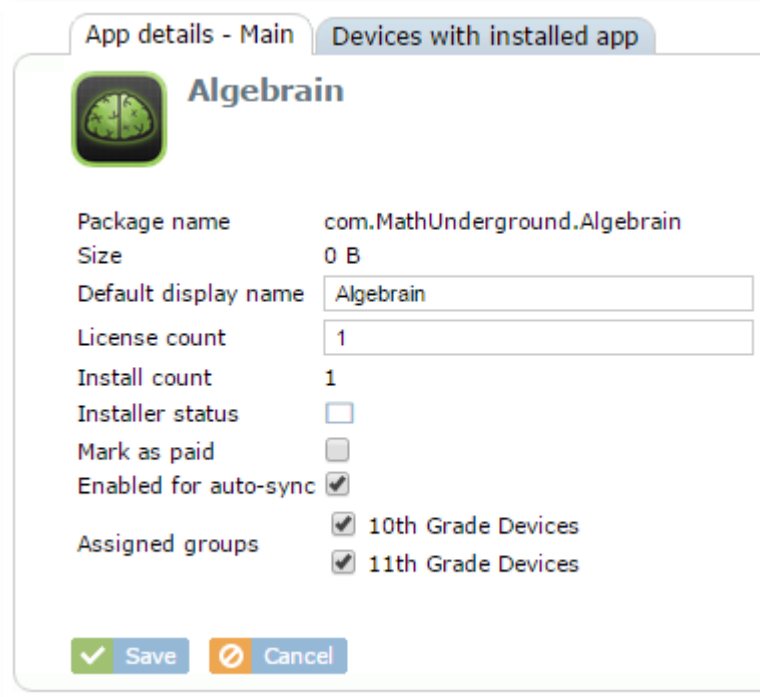 App details - Main Devices with installed app
Algebrain
Package name com.MathUnderground.Algebrain
Size 0 B
Default display name Algebrain
License count 1
Install count 1
Installer status
Mark as paid
Enabled for auto-sync
Assigned groups
10th Grade Devices
11th Grade Devices
Save Cancel